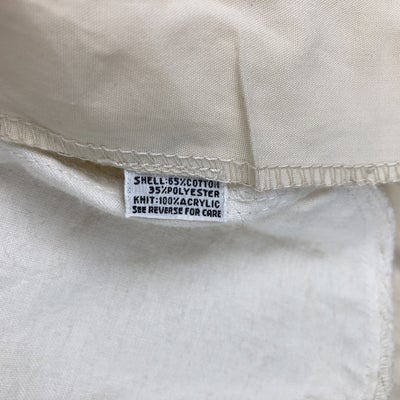 SHELL:65%COTTON
35%POLYESTER
KNIT:100%ACRYLIC
SEE REVERSE FOR CARE